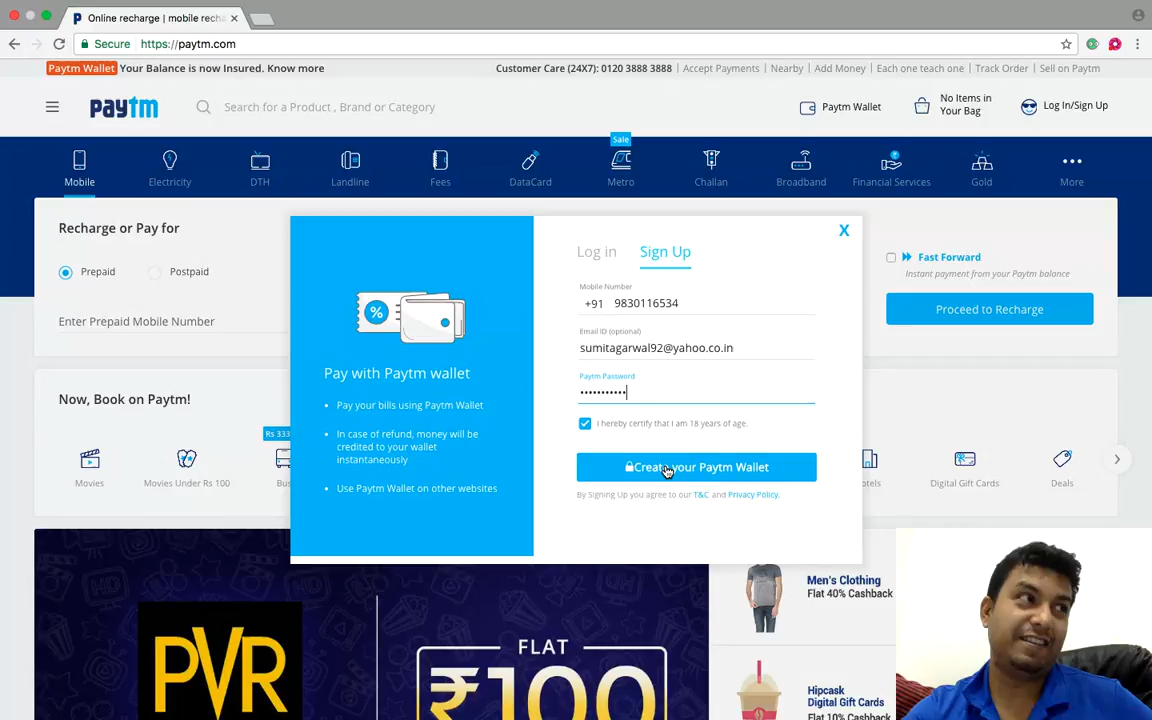 Online recharge | mobile recha
Secure https://paytm.com
Paytm Wallet Your Balance is now Insured. Know more
Customer Care (24X7): 0120 3888 3888 | Accept Payments | Nearby | Add Money | Each one teach one | Track Order | Sell on Paytm
paytm
Search for a Product , Brand or Category
Paytm Wallet
No Items in
Your Bag
Log In/Sign Up
Sale
Mobile
Electricity
DTH
Landline
Fees
DataCard
Metro
Challan
Broadband
Financial Services
Gold
More
Recharge or Pay for
Prepaid
Postpaid
Enter Prepaid Mobile Number
Fast Forward
Instant payment from your Paytm balance
Proceed to Recharge
X
Log in
Sign Up
Mobile Number
+91 9830116534
Email ID (optional)
sumitagarwal92@yahoo.co.in
Paytm Password
I hereby certify that I am 18 years of age.
Create your Paytm Wallet
By Signing Up you agree to our T&C and Privacy Policy.
%
Pay with Paytm wallet
• Pay your bills using Paytm Wallet
• In case of refund, money will be
credited to your wallet
instantaneously
• Use Paytm Wallet on other websites
Now, Book on Paytm!
Rs 333
Movies
Movies Under Rs 100
Digital Gift Cards
Deals
PVR
FLAT
₹100
Men's Clothing
Flat 40% Cashback
Hipcask
Digital Gift Cards
Flat 10% Cashback